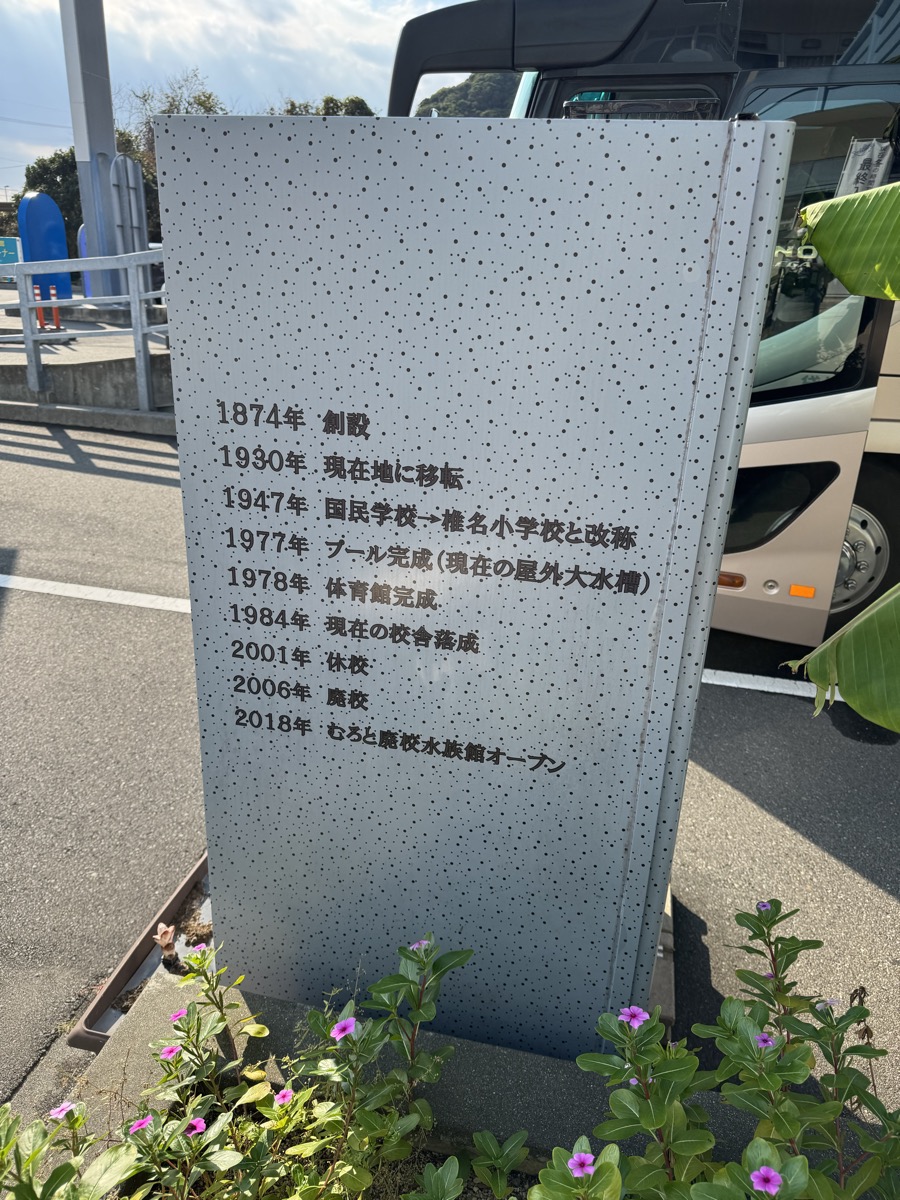 1874年 創設
1930年 現在地に移転
1947年 国民学校→椎名小学校と改称
1977年 プール完成(現在の屋外大水槽)
1978年 体育館完成
1984年 現在の校舎落成
2001年 休校
2006年 廃校
2018年 むろと廃校水族館オープン